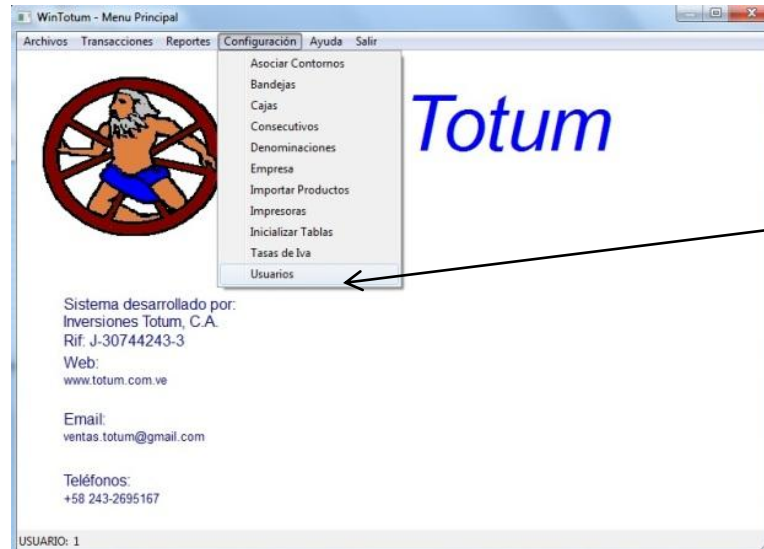 WinTotum - Menu Principal
Archivos Transacciones Reportes Configuración Ayuda Salir
Asociar Contornos
Bandejas
Cajas
Consecutivos
Denominaciones
Empresa
Importar Productos
Impresoras
Inicializar Tablas
Tasas de Iva
Usuarios
Totum
Sistema desarrollado por:
Inversiones Totum, C.A.
Rif: J-30744243-3
Web:
www.totum.com.ve
Email:
ventas.totum@gmail.com
Teléfonos:
+58 243-2695167
USUARIO: 1